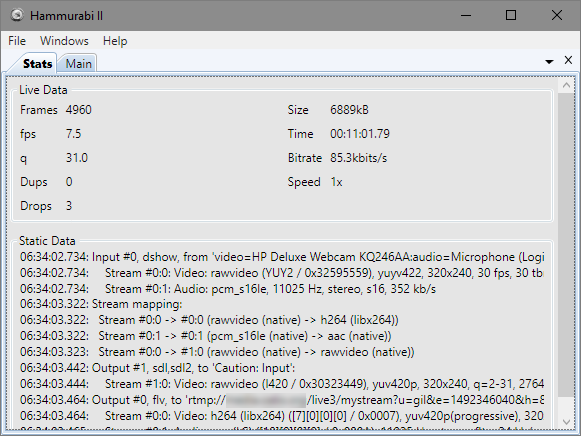 Hammurabi II
File Windows Help
Stats Main
Live Data
Frames 4960 Size 6889kB
fps 7.5 Time 00:11:01.79
q 31.0 Bitrate 85.3kbits/s
Dups 0 Speed 1x
Drops 3
Static Data
06:34:02.734: Input #0, dshow, from 'video=HP Deluxe Webcam KQ246AA:audio=Microphone (Logi
06:34:02.734: Stream #0:0: Video: rawvideo (YUY2 / 0x32595559), yuyv422, 320x240, 30 fps, 30 tb
06:34:02.734: Stream #0:1: Audio: pcm_s16le, 11025 Hz, stereo, s16, 352 kb/s
06:34:03.322: Stream mapping:
06:34:03.322: Stream #0:0 -> #0:0 (rawvideo (native) -> h264 (libx264))
06:34:03.322: Stream #0:1 -> #0:1 (pcm_s16le (native) -> aac (native))
06:34:03.323: Stream #0:0 -> #1:0 (rawvideo (native) -> rawvideo (native))
06:34:03.442: Output #1, sdl,sdl2, to 'Caution: Input':
06:34:03.444: Stream #1:0: Video: rawvideo (I420 / 0x30323449), yuv420p, 320x240, q=2-31, 2764
06:34:03.464: Output #0, flv, to 'rtmp:// /live3/mystream?u=gil&e=1492346040&h=8
06:34:03.464: Stream #0:0: Video: h264 (libx264) ([7][0][0][0] / 0x0007), yuv420p(progressive), 320